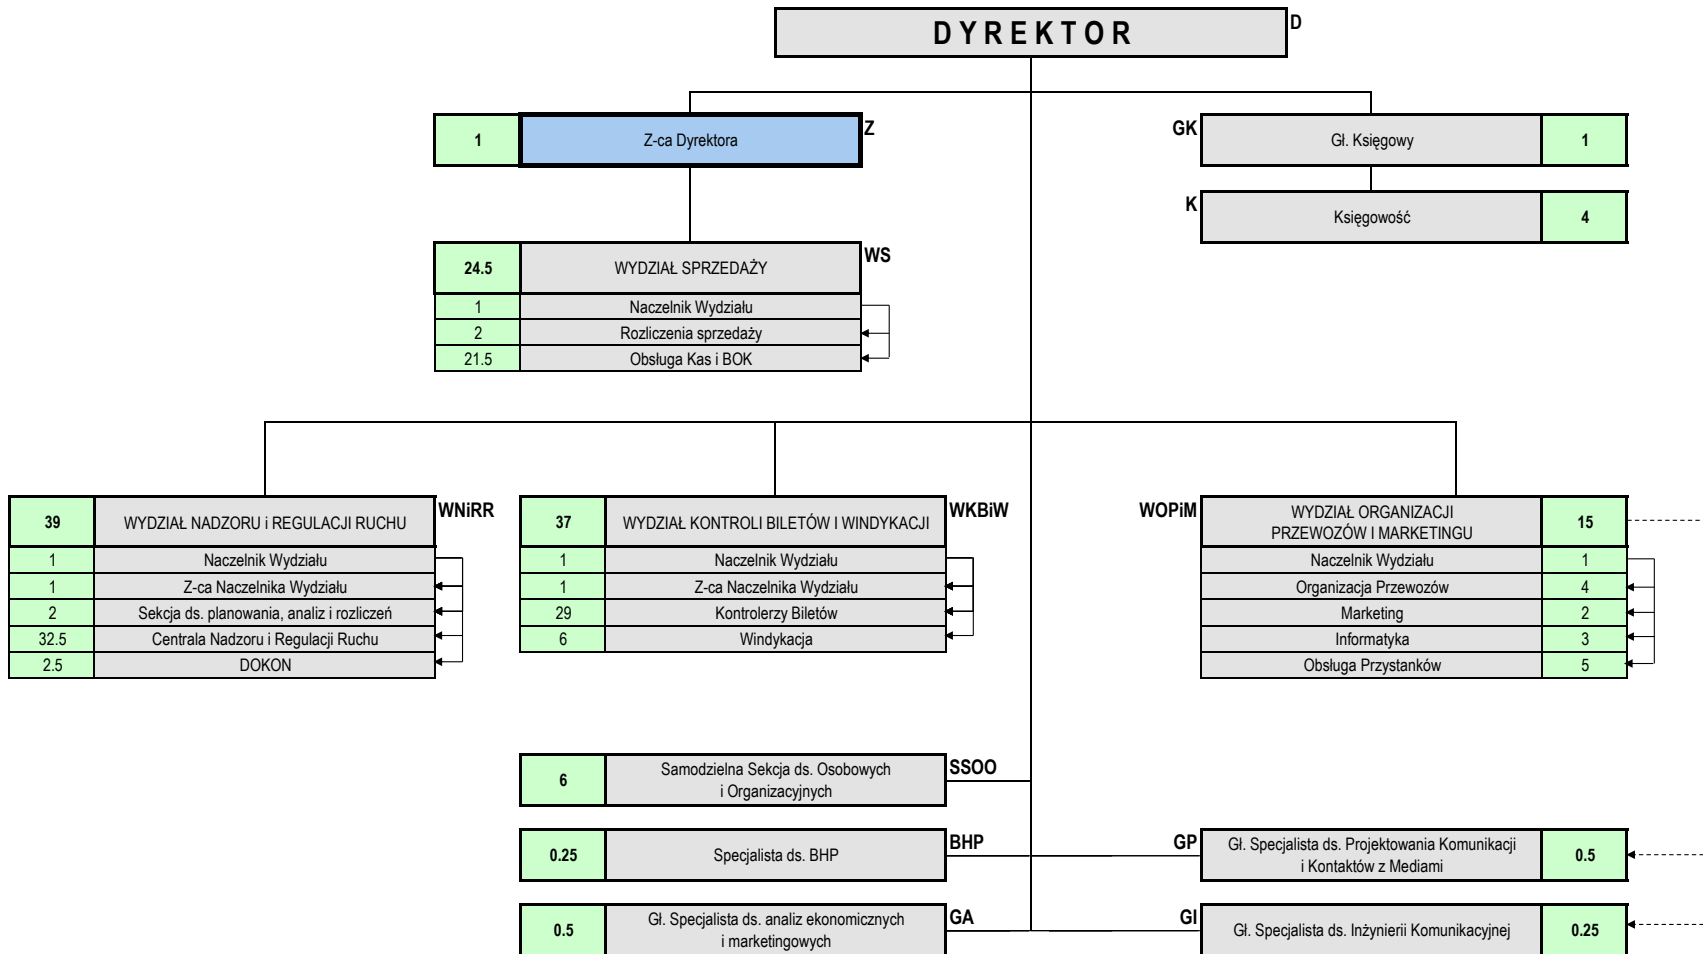 DYREKTOR D
1 Z-ca Dyrektora Z
GK Gł. Księgowy 1
K Księgowość 4
24.5 WYDZIAŁ SPRZEDAŻY WS
1 Naczelnik Wydziału
2 Rozliczenia sprzedaży
21.5 Obsługa Kas i BOK
39 WYDZIAŁ NADZORU i REGULACJI RUCHU WNiRR
1 Naczelnik Wydziału
1 Z-ca Naczelnika Wydziału
2 Sekcja ds. planowania, analiz i rozliczeń
32.5 Centrala Nadzoru i Regulacji Ruchu
2.5 DOKON
37 WYDZIAŁ KONTROLI BILETÓW I WINDYKACJI WKBiW
1 Naczelnik Wydziału
1 Z-ca Naczelnika Wydziału
29 Kontrolerzy Biletów
6 Windykacja
WOPiM WYDZIAŁ ORGANIZACJI
PRZEWOZÓW I MARKETINGU 15
Naczelnik Wydziału 1
Organizacja Przewozów 4
Marketing 2
Informatyka 3
Obsługa Przystanków 5
6 Samodzielna Sekcja ds. Osobowych SSOO
i Organizacyjnych
0.25 Specjalista ds. BHP BHP
GP Gł. Specjalista ds. Projektowania Komunikacji
i Kontaktów z Mediami 0.5
0.5 Gł. Specjalista ds. analiz ekonomicznych GA
i marketingowych
GI Gł. Specjalista ds. Inżynierii Komunikacyjnej 0.25